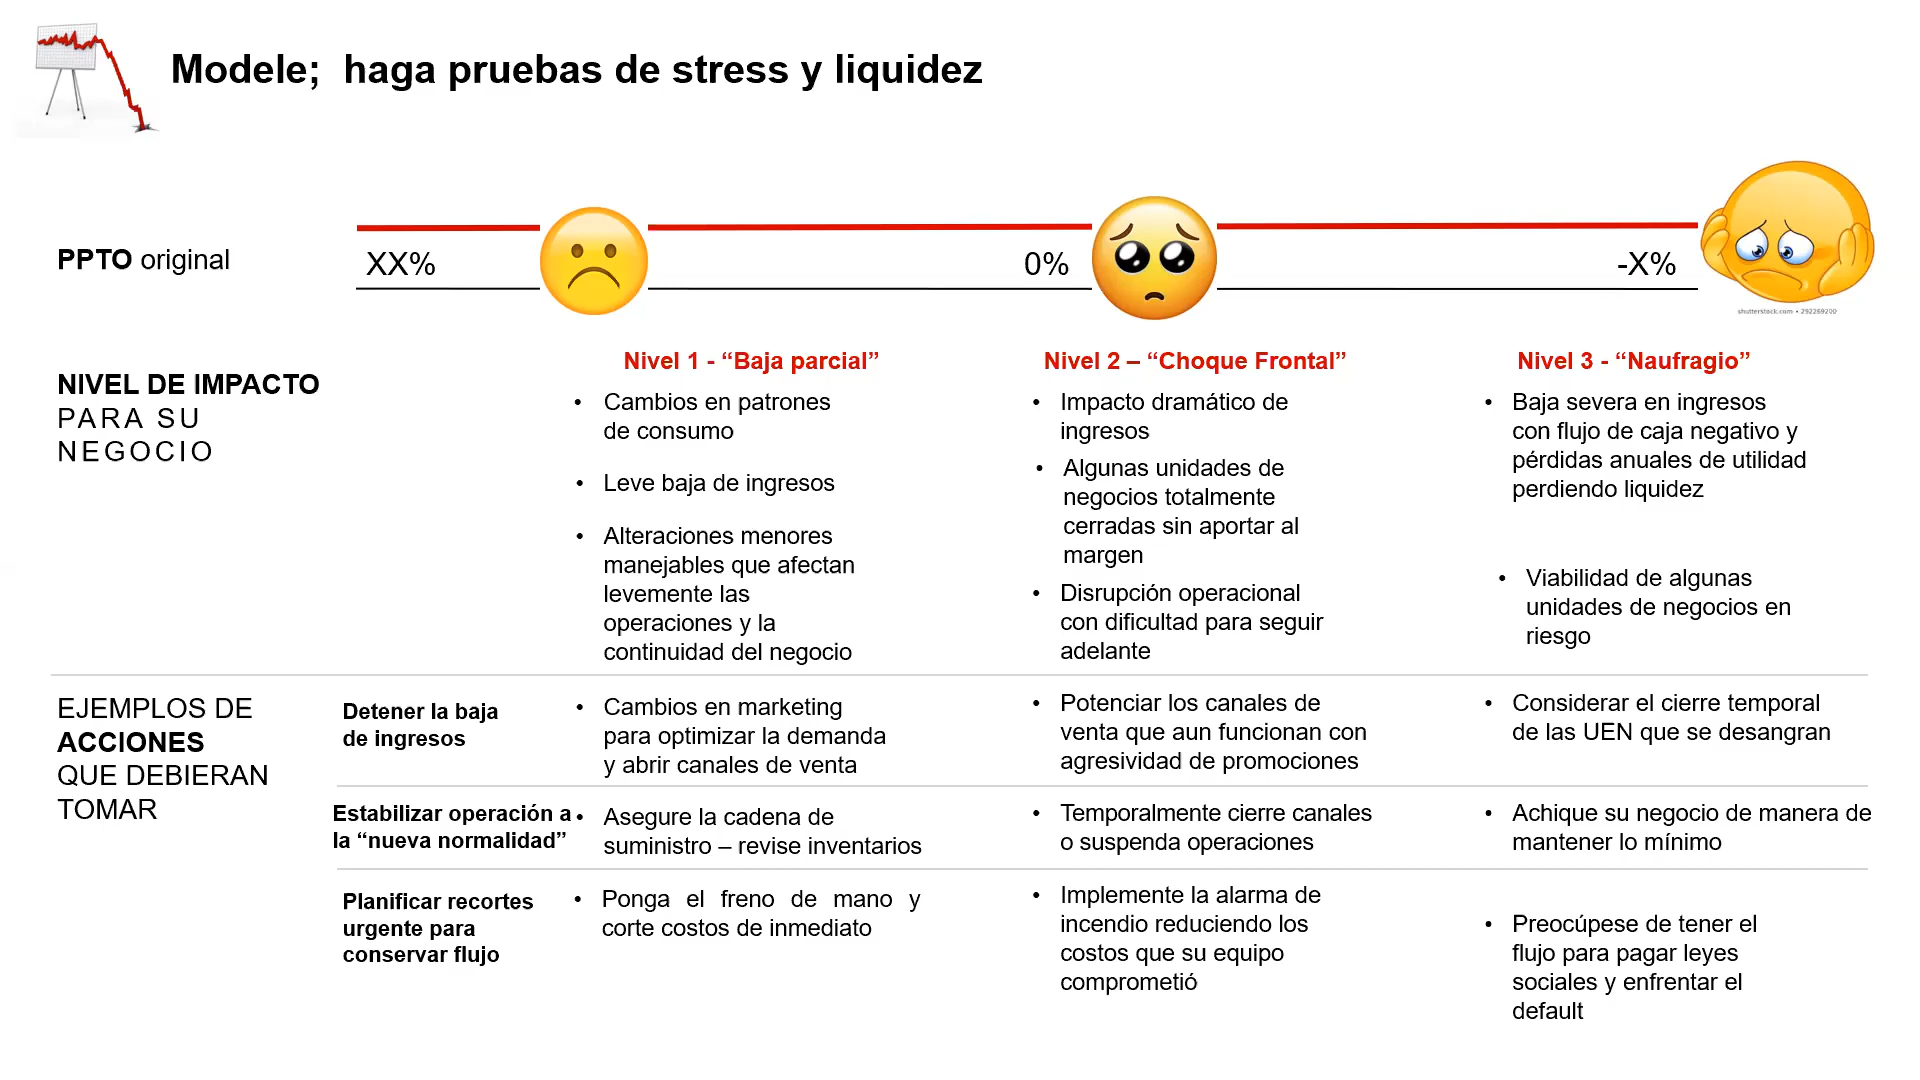 Modele;  haga pruebas de stress y liquidez
PPTO original
XX%
0%
-X%
shutterstock.com • 292269200
NIVEL DE IMPACTO
PARA SU
NEGOCIO
Nivel 1 - “Baja parcial”
• Cambios en patrones
de consumo
• Leve baja de ingresos
• Alteraciones menores
manejables que afectan
levemente las
operaciones y la
continuidad del negocio
Nivel 2 – “Choque Frontal”
• Impacto dramático de
ingresos
• Algunas unidades de
negocios totalmente
cerradas sin aportar al
margen
• Disrupción operacional
con dificultad para seguir
adelante
Nivel 3 - “Naufragio”
• Baja severa en ingresos
con flujo de caja negativo y
pérdidas anuales de utilidad
perdiendo liquidez
• Viabilidad de algunas
unidades de negocios en
riesgo
EJEMPLOS DE
ACCIONES
QUE DEBIERAN
TOMAR
Detener la baja
de ingresos
• Cambios en marketing
para optimizar la demanda
y abrir canales de venta
• Potenciar los canales de
venta que aun funcionan con
agresividad de promociones
• Considerar el cierre temporal
de las UEN que se desangran
Estabilizar operación a
la “nueva normalidad”
• Asegure la cadena de
suministro – revise inventarios
• Temporalmente cierre canales
o suspenda operaciones
• Achique su negocio de manera de
mantener lo mínimo
Planificar recortes
urgente para
conservar flujo
• Ponga el freno de mano y
corte costos de inmediato
• Implemente la alarma de
incendio reduciendo los
costos que su equipo
comprometió
• Preocúpese de tener el
flujo para pagar leyes
sociales y enfrentar el
default